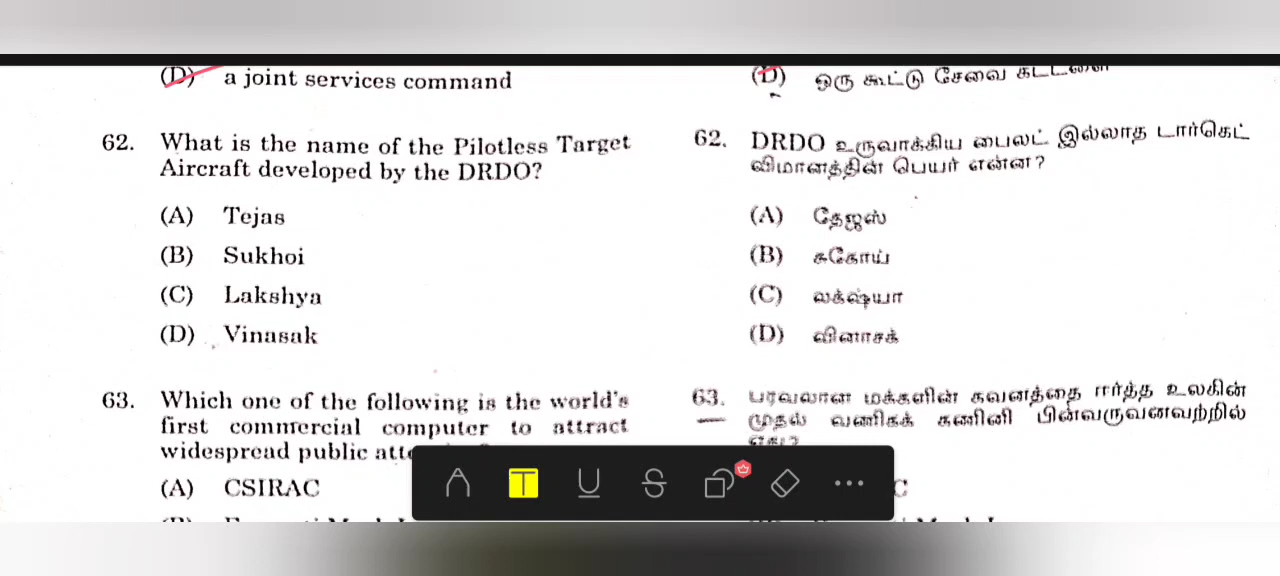 (D) a joint services command
(D) ஒரு கூட்டு சேவை கட்டளை
62. What is the name of the Pilotless Target
Aircraft developed by the DRDO?
(A) Tejas
(B) Sukhoi
(C) Lakshya
(D) Vinasak
62. DRDO உருவாக்கிய பைலட் இல்லாத டார்கெட்
விமானத்தின் பெயர் என்ன?
(A) தேஜஸ்
(B) சுகோய்
(C) லக்ஷ்யா
(D) வினாசக்
63. Which one of the following is the world's
first commercial computer to attract
widespread public
(A) CSIRAC
63. பரவலான மக்களின் கவனத்தை ஈர்த்த உலகின்
முதல் வணிகக் கணினி பின்வருவனவற்றில்
எது?